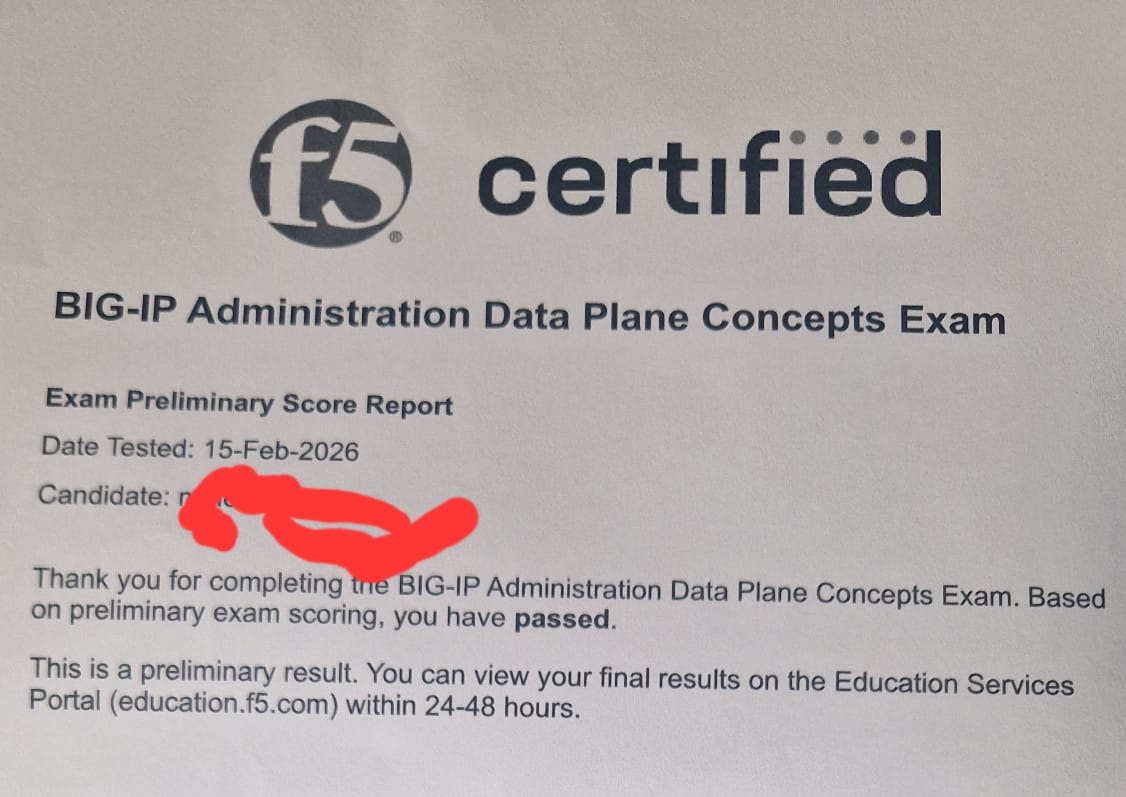 f5® certified
BIG-IP Administration Data Plane Concepts Exam
Exam Preliminary Score Report
Date Tested: 15-Feb-2026
Candidate:
Thank you for completing the BIG-IP Administration Data Plane Concepts Exam. Based
on preliminary exam scoring, you have passed.
This is a preliminary result. You can view your final results on the Education Services
Portal (education.f5.com) within 24-48 hours.